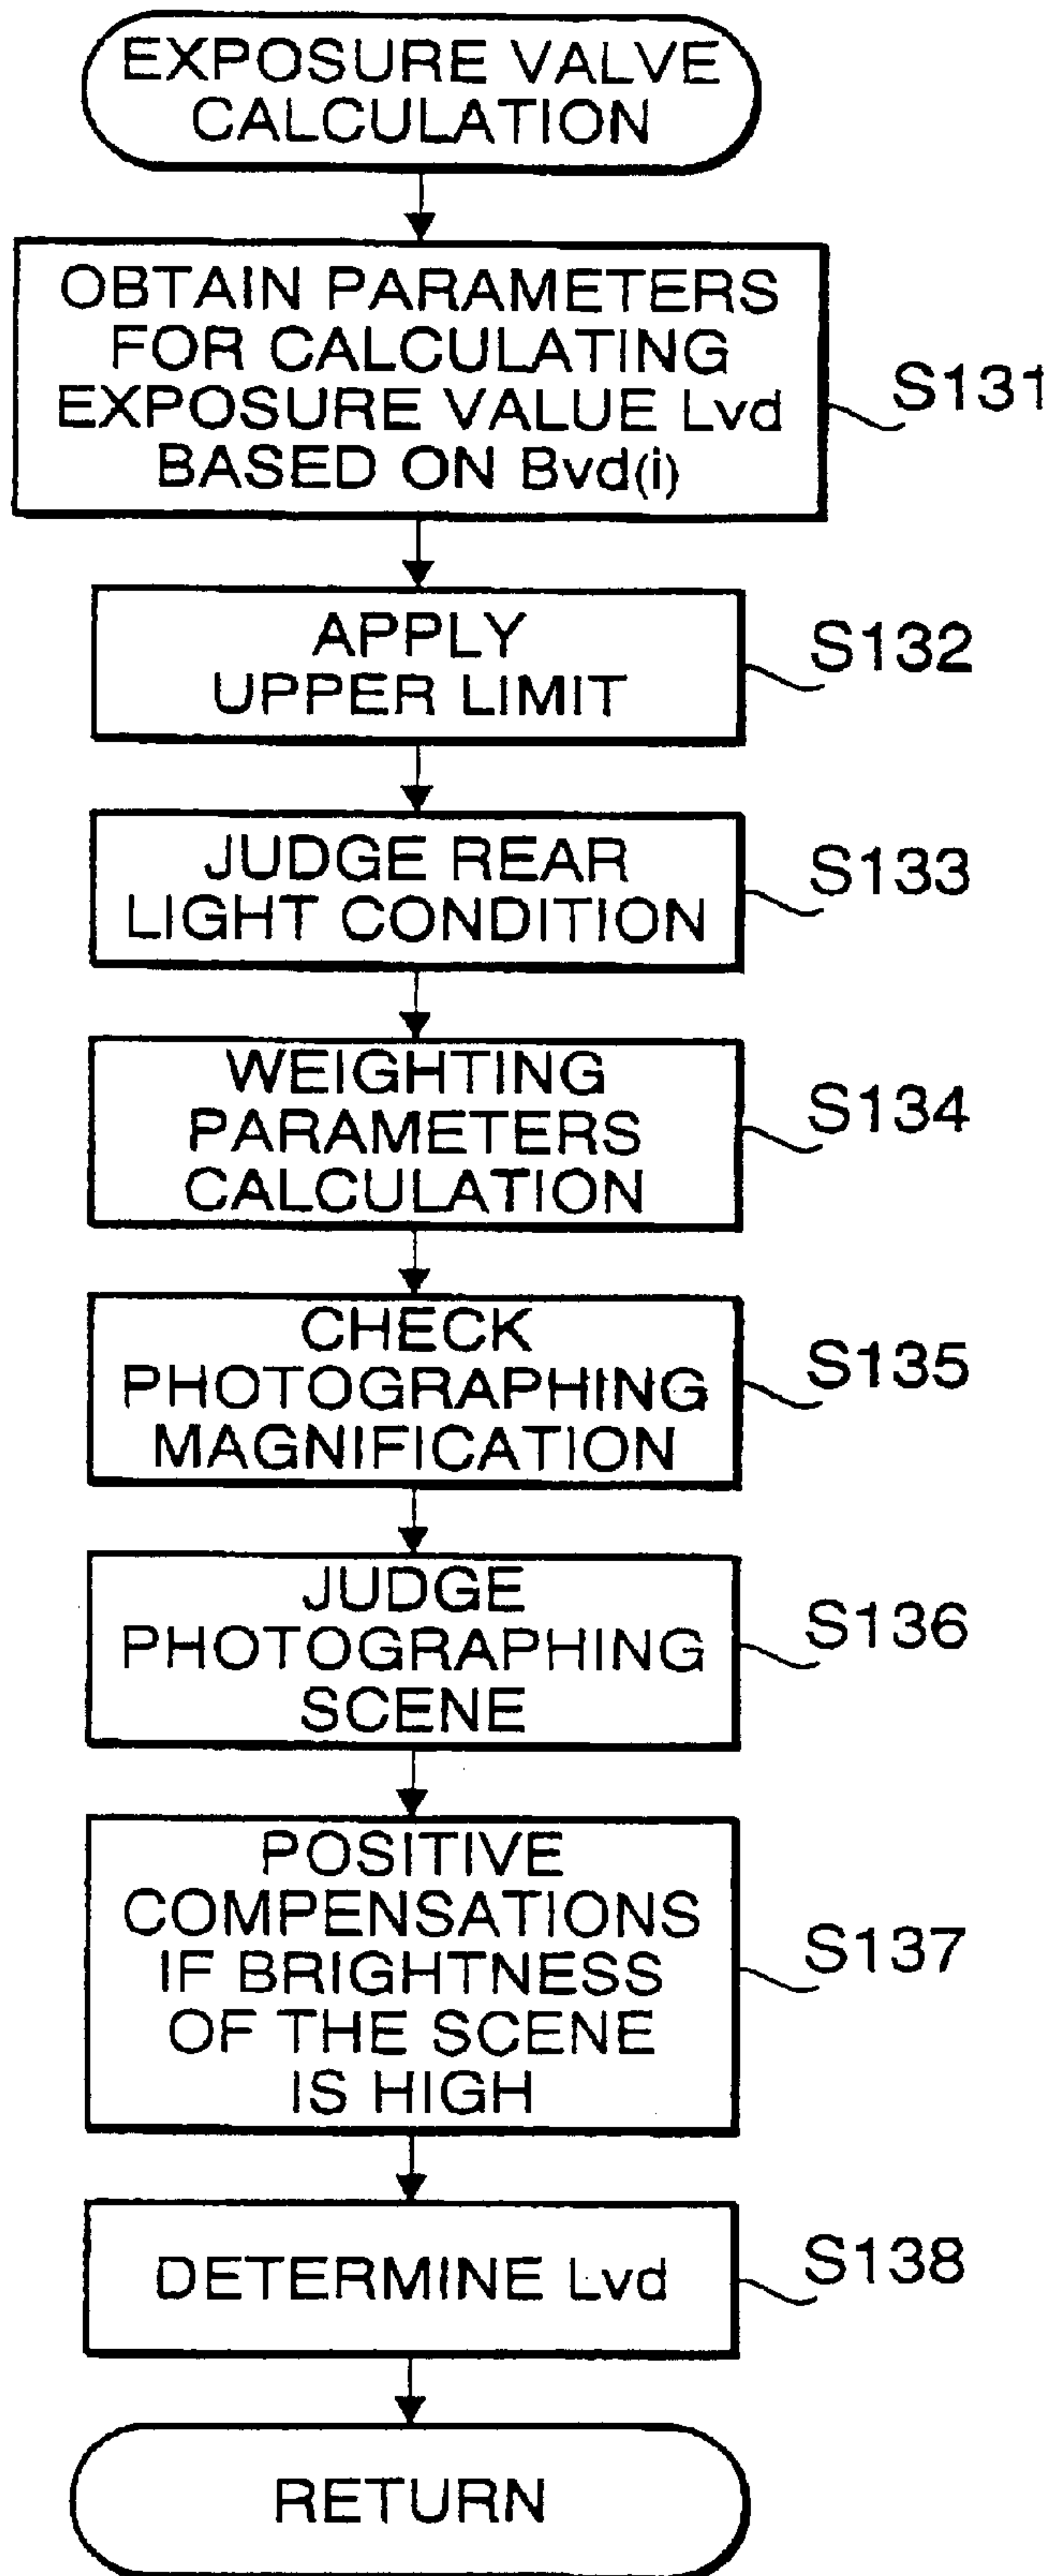 EXPOSURE VALVE
CALCULATION
OBTAIN PARAMETERS
FOR CALCULATING
EXPOSURE VALUE Lvd
BASED ON Bvd(i)
S131
APPLY
UPPER LIMIT
S132
JUDGE REAR
LIGHT CONDITION
S133
WEIGHTING
PARAMETERS
CALCULATION
S134
CHECK
PHOTOGRAPHING
MAGNIFICATION
S135
JUDGE
PHOTOGRAPHING
SCENE
S136
POSITIVE
COMPENSATIONS
IF BRIGHTNESS
OF THE SCENE
IS HIGH
S137
DETERMINE Lvd
S138
RETURN